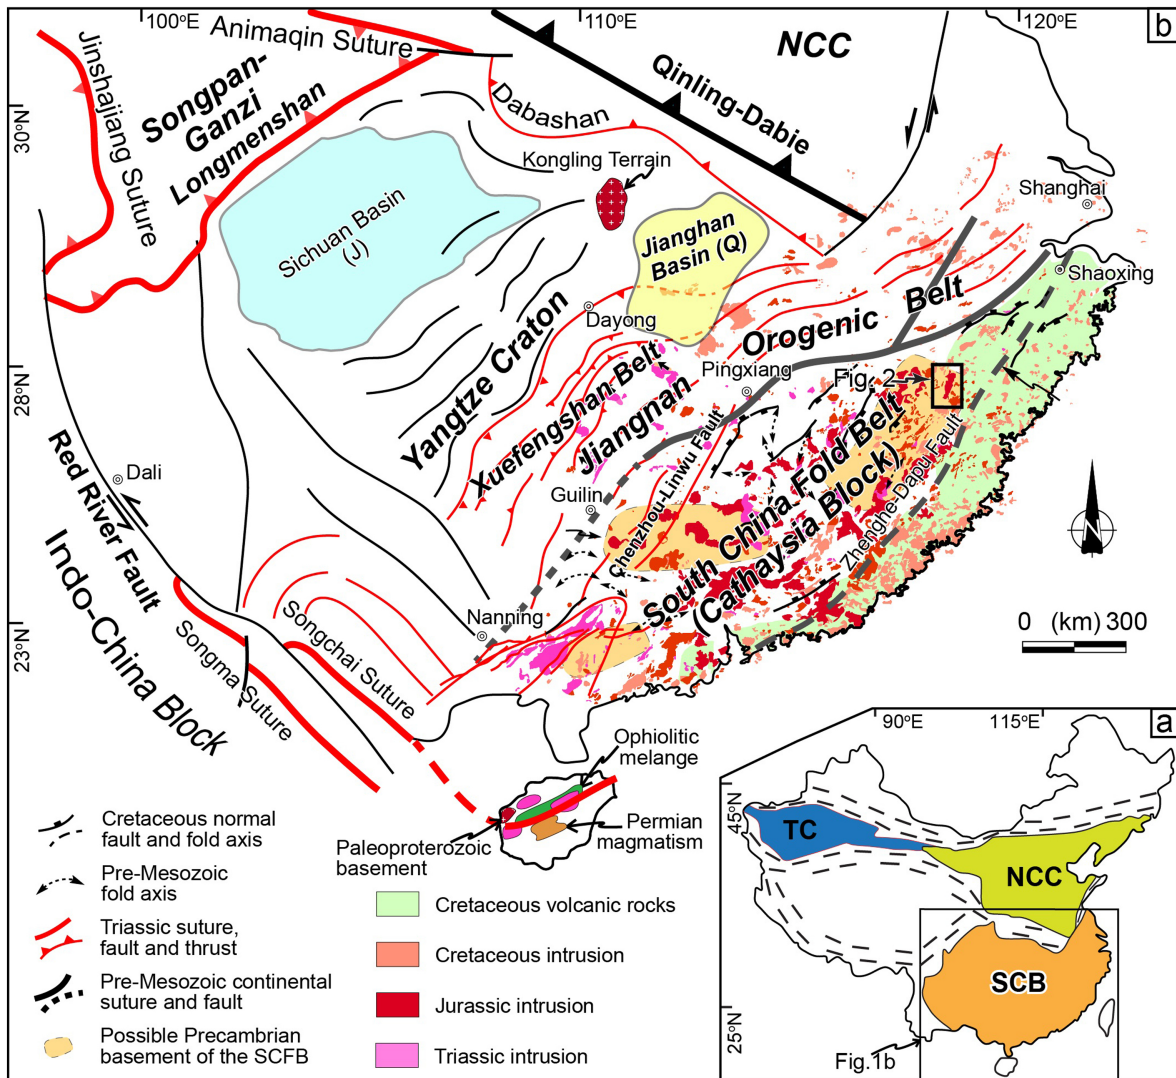 100°E
110°E
120°E
b
Animaqin Suture
NCC
Jinshajiang Suture
Songpan-
Ganzi
Longmenshan
Qinling-Dabie
Dabashan
30°N
Kongling Terrain
Shanghai
Sichuan Basin
(J)
Jianghan
Basin (Q)
Shaoxing
Dayong
Orogenic Belt
Yangtze Craton
Pingxiang
Fig. 2
28°N
Xuefengshan Belt
Jiangnan
South China Fold Belt
(Cathaysia Block)
Chenzhou-Linwu Fault
Zhenghe-Dapu Fault
Dali
Red River Fault
Guilin
Indo-China Block
Nanning
23°N
Songchai Suture
Songma Suture
0 (km) 300
Ophiolitic
melange
Paleoproterozoic
basement
Permian
magmatism
Cretaceous normal
fault and fold axis
Pre-Mesozoic
fold axis
Triassic suture,
fault and thrust
Pre-Mesozoic continental
suture and fault
Possible Precambrian
basement of the SCFB
Cretaceous volcanic rocks
Cretaceous intrusion
Jurassic intrusion
Triassic intrusion
90°E
115°E
a
45°N
TC
NCC
SCB
25°N
Fig.1b